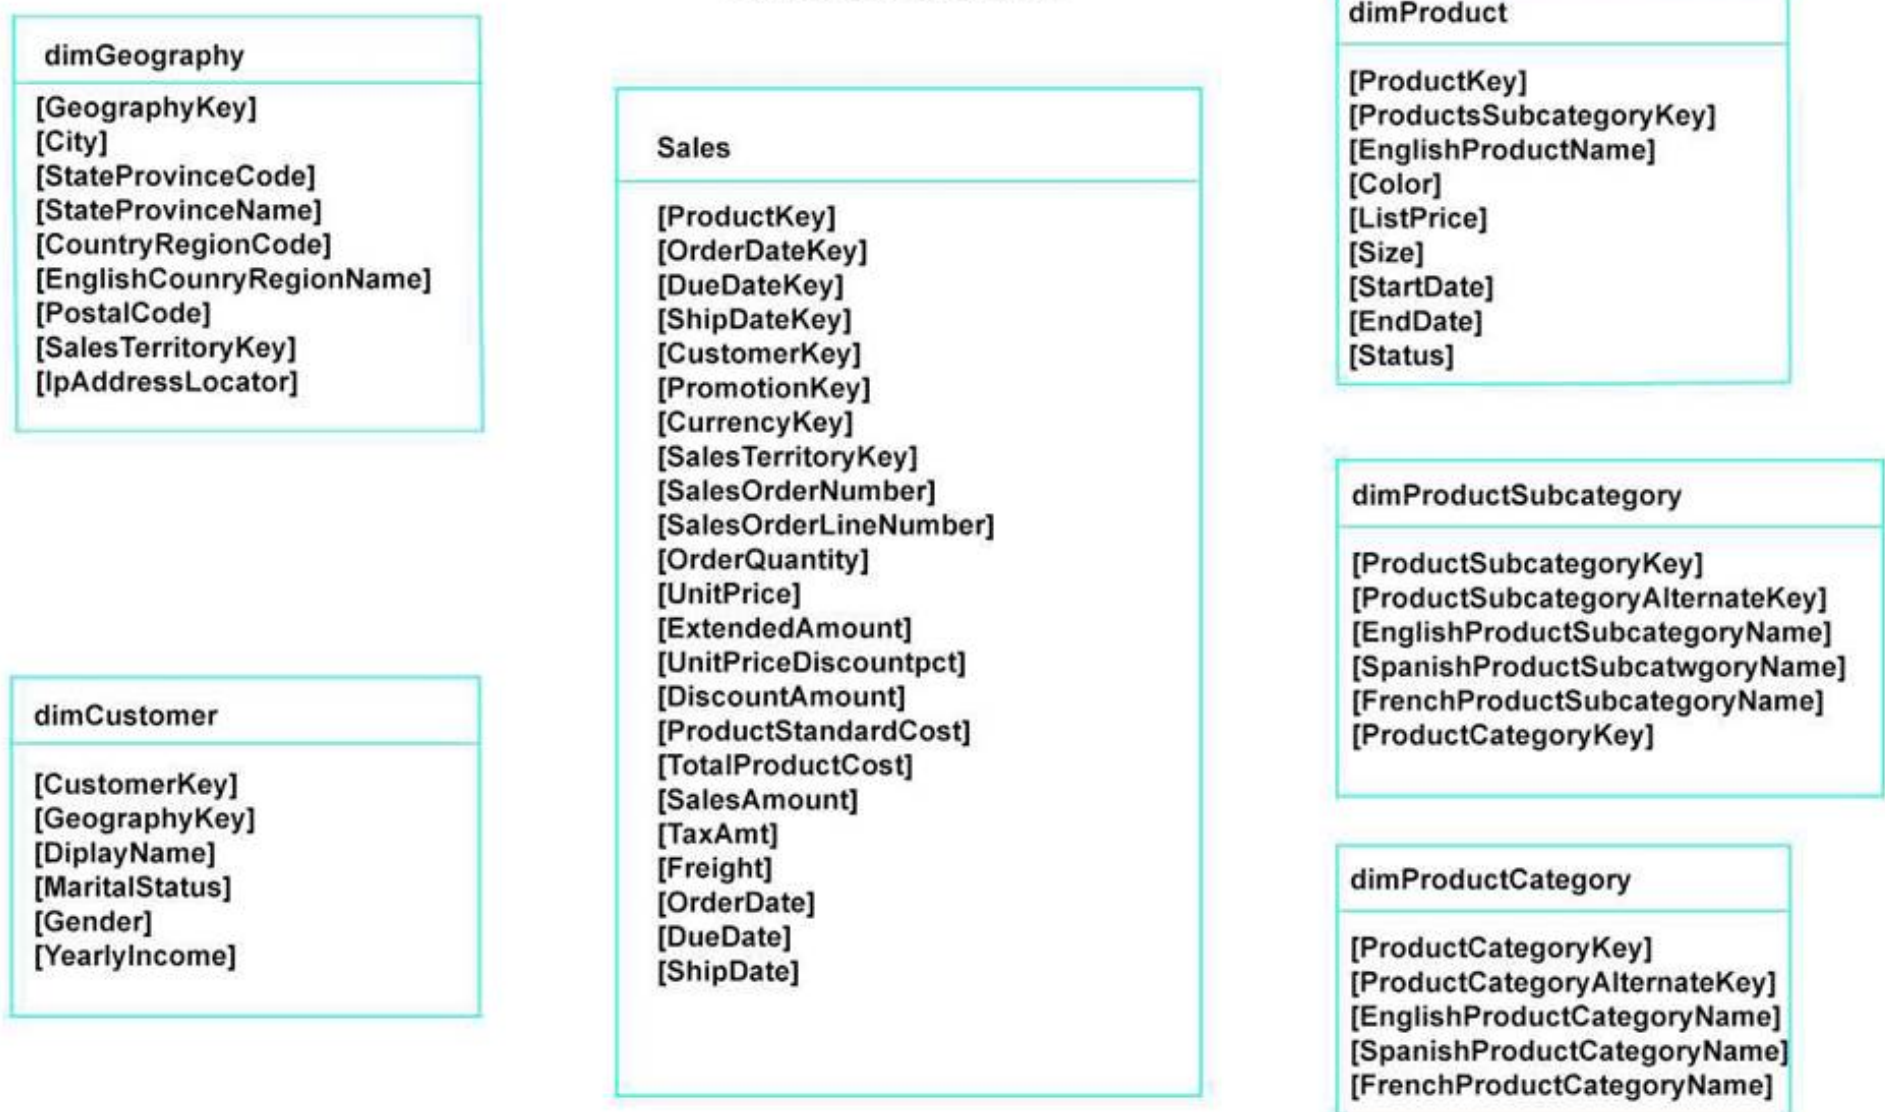 dimGeography
[GeographyKey]
[City]
[StateProvinceCode]
[StateProvinceName]
[CountryRegionCode]
[EnglishCounryRegionName]
[PostalCode]
[SalesTerritoryKey]
[IpAddressLocator]
dimCustomer
[CustomerKey]
[GeographyKey]
[DiplayName]
[MaritalStatus]
[Gender]
[YearlyIncome]
Sales
[ProductKey]
[OrderDateKey]
[DueDateKey]
[ShipDateKey]
[CustomerKey]
[PromotionKey]
[CurrencyKey]
[SalesTerritoryKey]
[SalesOrderNumber]
[SalesOrderLineNumber]
[OrderQuantity]
[UnitPrice]
[ExtendedAmount]
[UnitPriceDiscountpct]
[DiscountAmount]
[ProductStandardCost]
[TotalProductCost]
[SalesAmount]
[TaxAmt]
[Freight]
[OrderDate]
[DueDate]
[ShipDate]
dimProduct
[ProductKey]
[ProductsSubcategoryKey]
[EnglishProductName]
[Color]
[ListPrice]
[Size]
[StartDate]
[EndDate]
[Status]
dimProductSubcategory
[ProductSubcategoryKey]
[ProductSubcategoryAlternateKey]
[EnglishProductSubcategoryName]
[SpanishProductSubcatwgoryName]
[FrenchProductSubcategoryName]
[ProductCategoryKey]
dimProductCategory
[ProductCategoryKey]
[ProductCategoryAlternateKey]
[EnglishProductCategoryName]
[SpanishProductCategoryName]
[FrenchProductCategoryName]